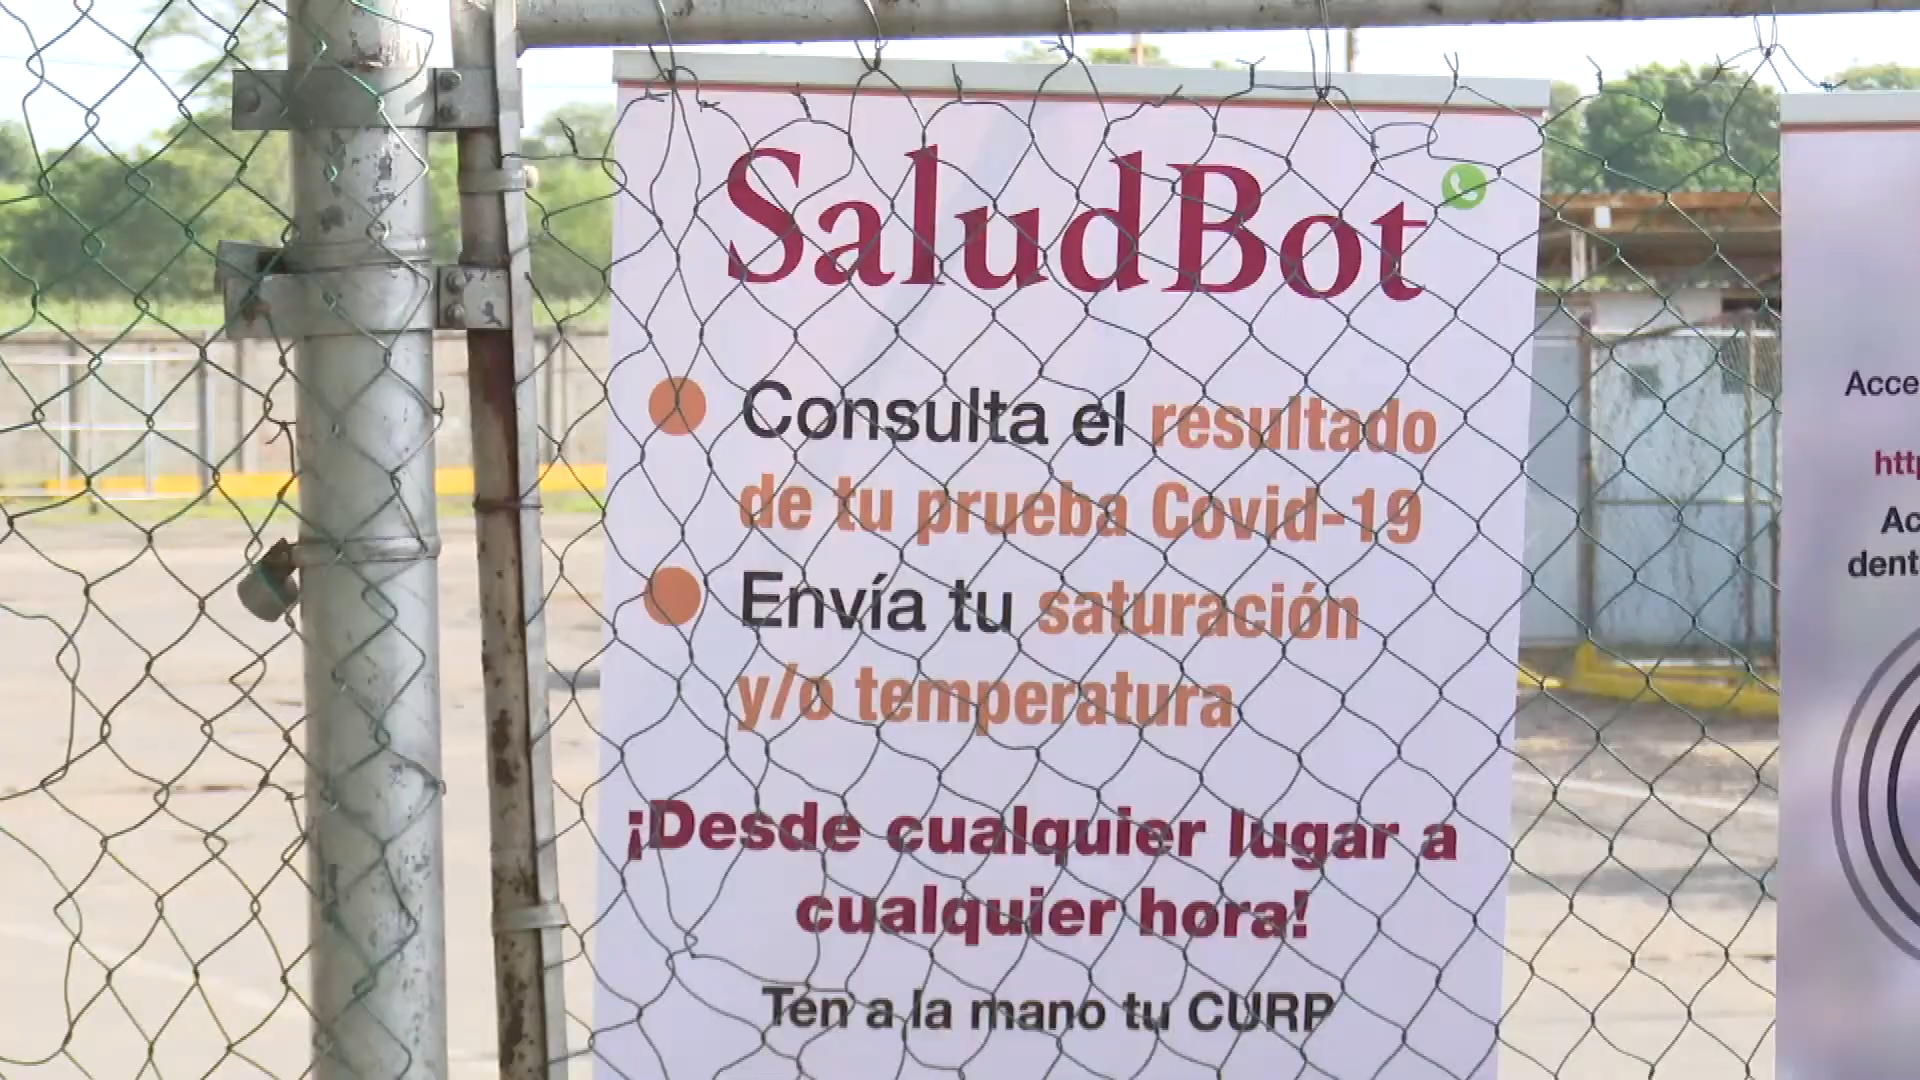 SaludBot
Consulta el resultado
de tu prueba Covid-19
Envía tu saturación
y/o temperatura
¡Desde cualquier lugar a
cualquier hora!
Ten a la mano tu CURP
Acce
http
Ac
dent